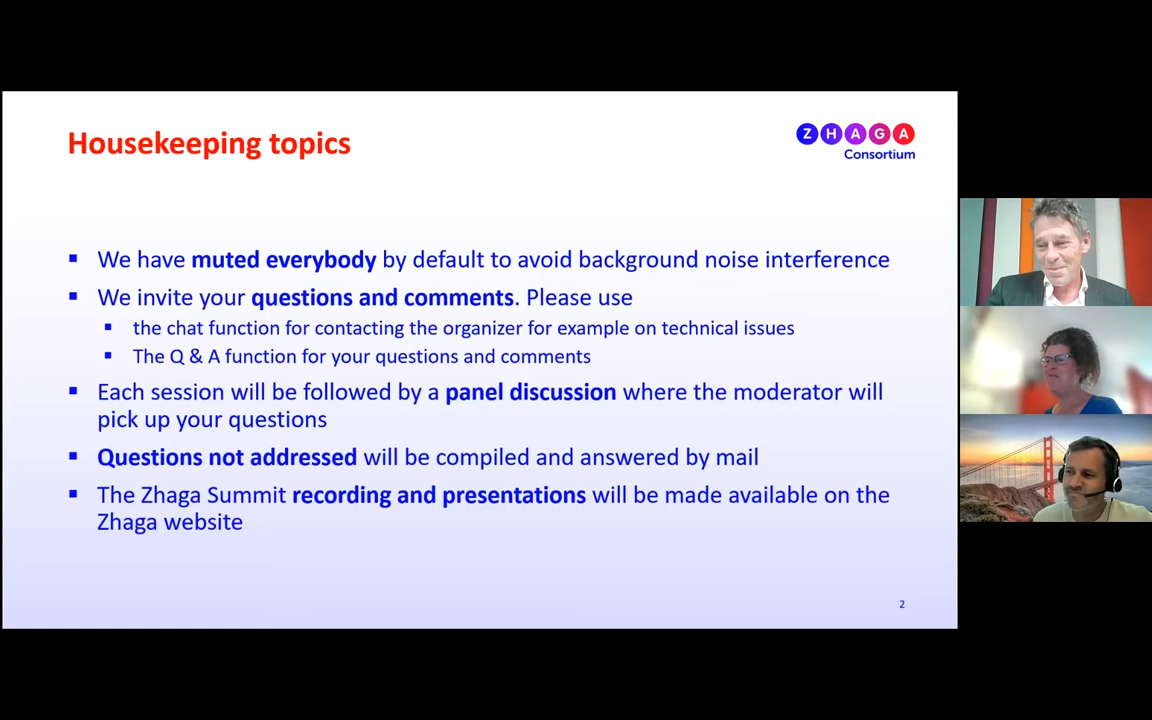 Housekeeping topics
ZHAGA
Consortium
▪ We have muted everybody by default to avoid background noise interference
▪ We invite your questions and comments. Please use
▪ the chat function for contacting the organizer for example on technical issues
▪ The Q & A function for your questions and comments
▪ Each session will be followed by a panel discussion where the moderator will
pick up your questions
▪ Questions not addressed will be compiled and answered by mail
▪ The Zhaga Summit recording and presentations will be made available on the
Zhaga website
2